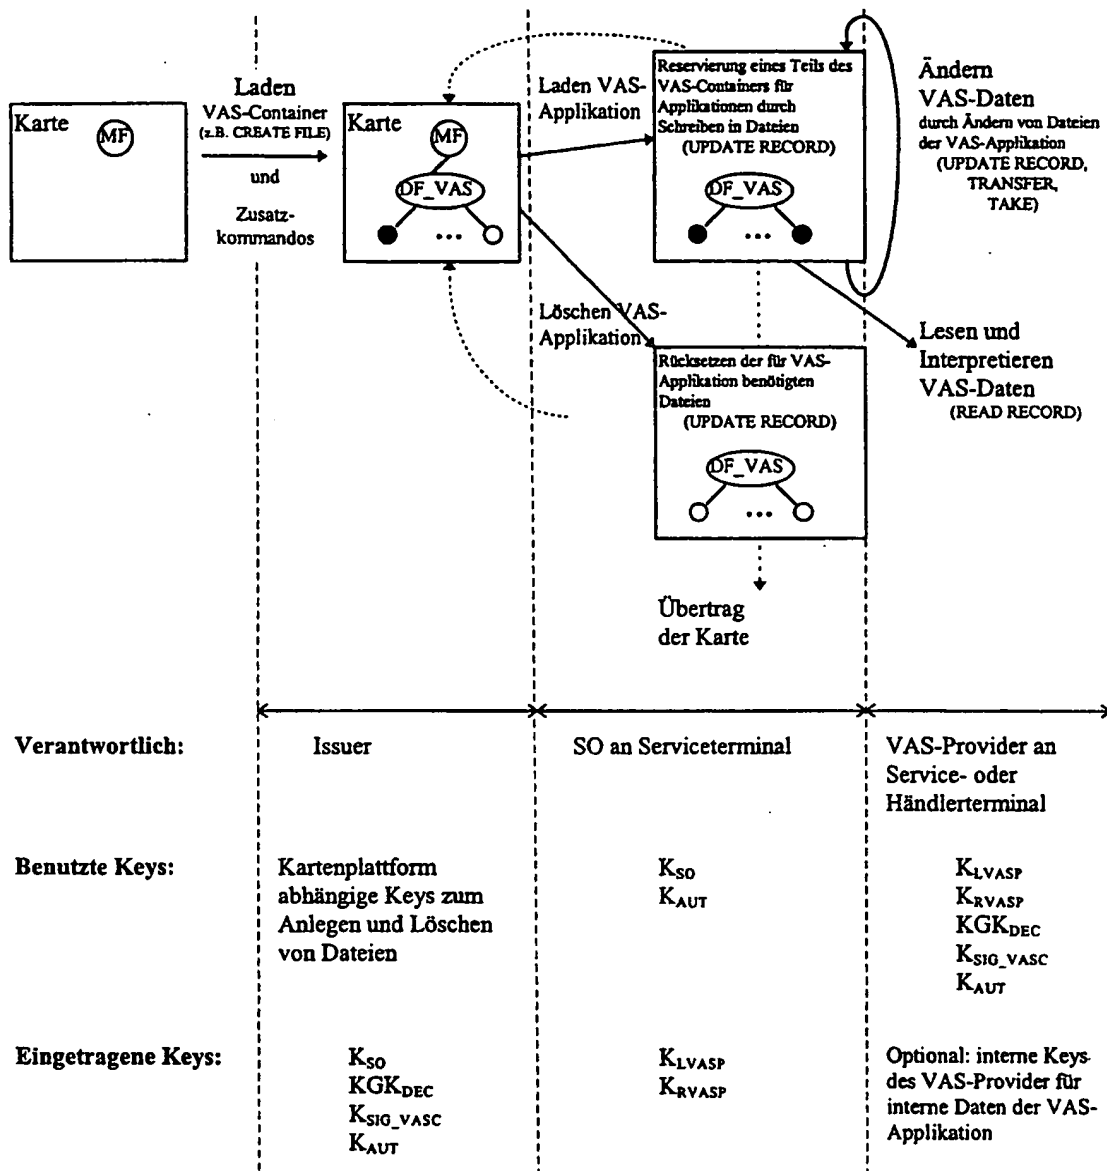 Karte
MF
Laden
VAS-Container
(z.B. CREATE FILE)
und
Zusatz-
kommandos
Karte
MF
DF_VAS
...
Laden VAS-
Applikation
Reservierung eines Teils des
VAS-Containers für
Applikationen durch
Schreiben in Dateien
(UPDATE RECORD)
DF_VAS
...
Ändern
VAS-Daten
durch Ändern von Dateien
der VAS-Applikation
(UPDATE RECORD,
TRANSFER,
TAKE)
Löschen VAS-
Applikation
Rücksetzen der für VAS-
Applikation benötigten
Dateien
(UPDATE RECORD)
DF_VAS
...
Lesen und
Interpretieren
VAS-Daten
(READ RECORD)
Übertrag
der Karte
Verantwortlich:
Issuer
SO an Serviceterminal
VAS-Provider an
Service- oder
Händlerterminal
Benutzte Keys:
Kartenplattform
abhängige Keys zum
Anlegen und Löschen
von Dateien
K_SO
K_AUT
K_LVASP
K_RVASP
KGK_DEC
K_SIG_VASC
K_AUT
Eingetragene Keys:
K_SO
KGK_DEC
K_SIG_VASC
K_AUT
K_LVASP
K_RVASP
Optional: interne Keys
des VAS-Provider für
interne Daten der VAS-
Applikation